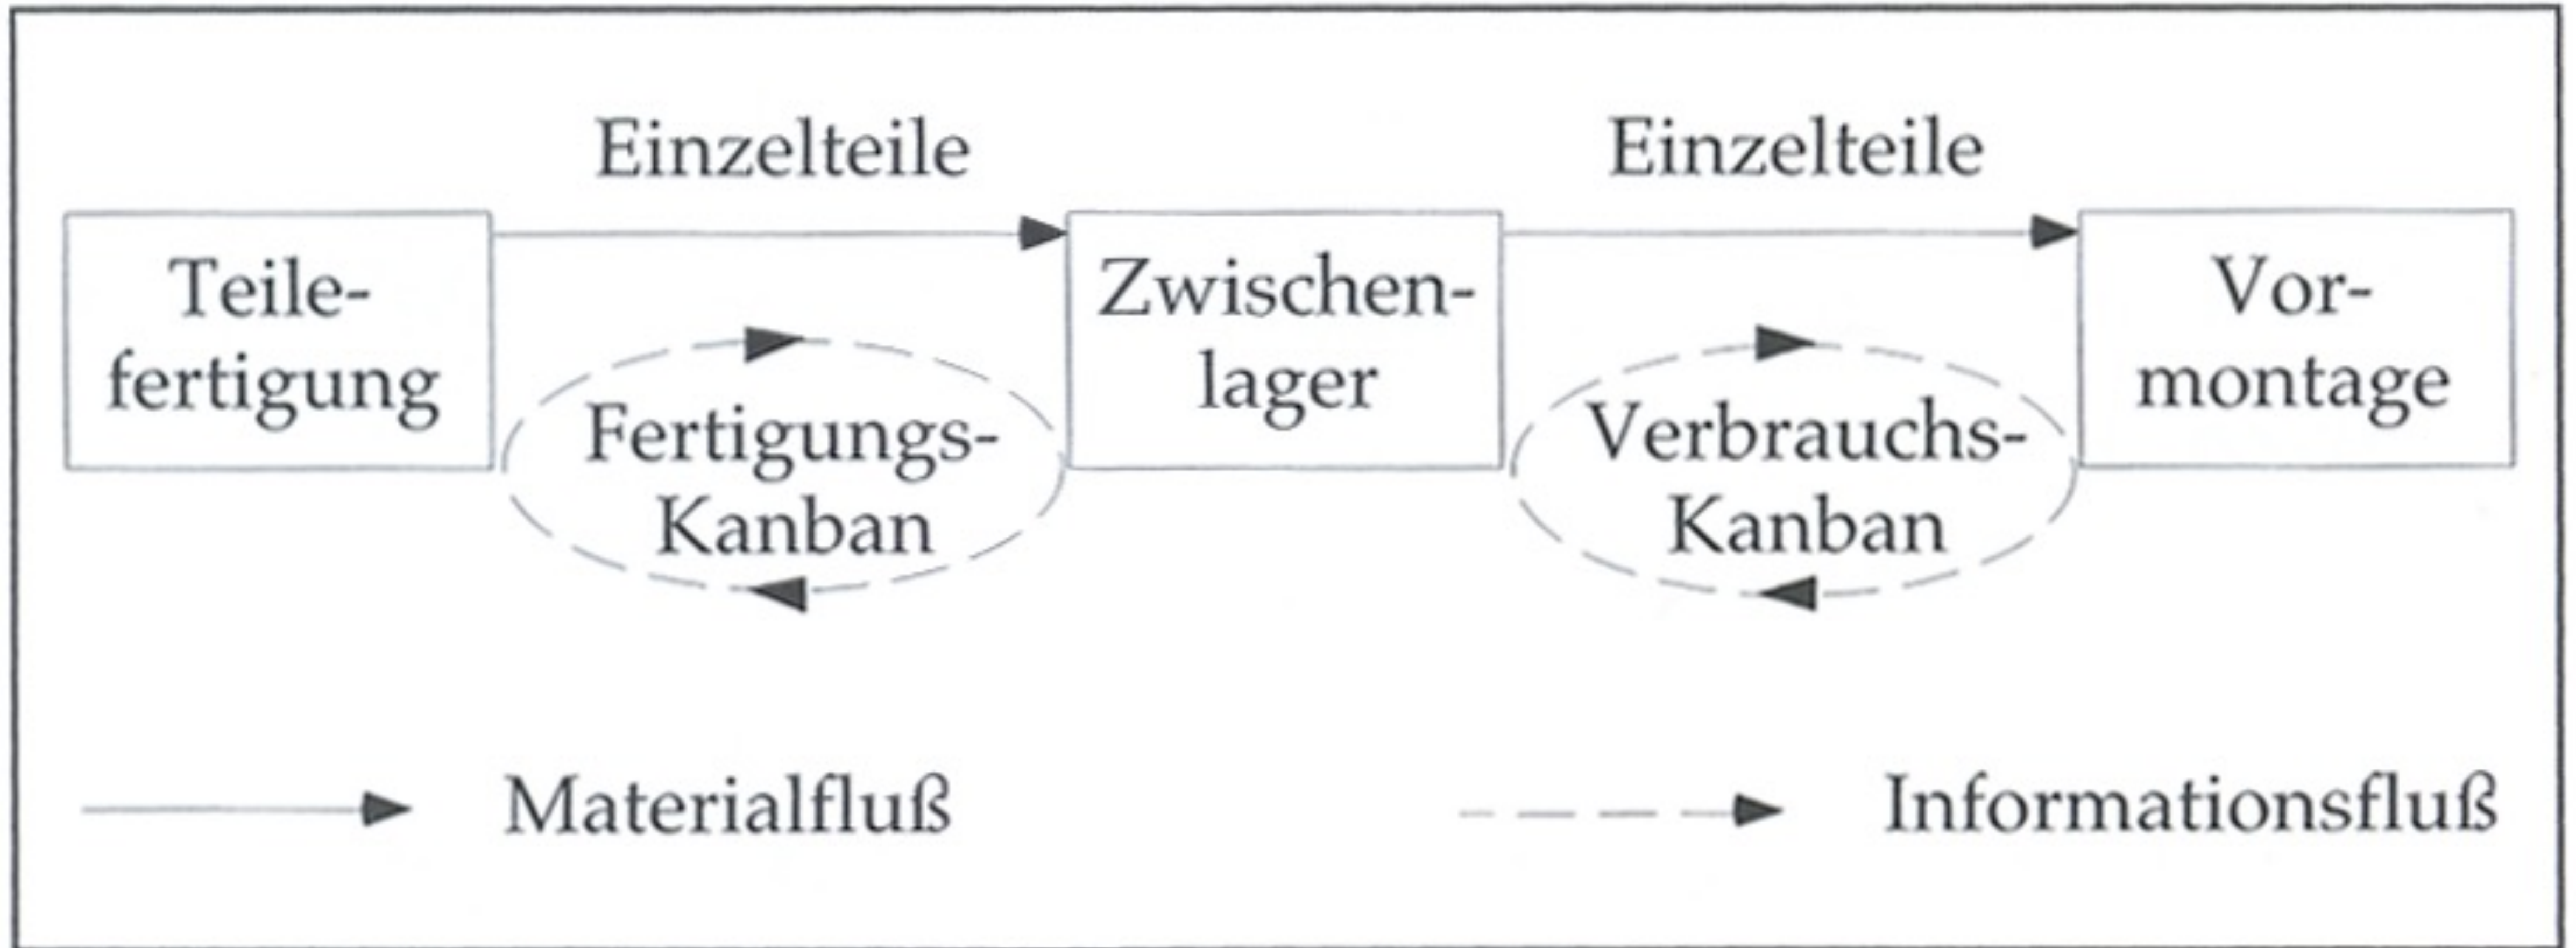 Einzelteile
Einzelteile
Teile-
fertigung
Zwischen-
lager
Vor-
montage
Fertigungs-
Kanban
Verbrauchs-
Kanban
Materialfluß
Informationsfluß